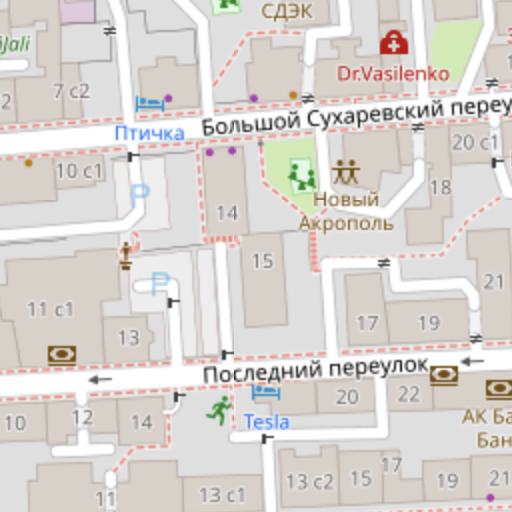 СДЭК
Jali
Dr.Vasilenko
7 с2
2
Птичка
Большой Сухаревский переу
20 с1
10 с1
P
18
Новый
Акрополь
14
15
P
11 с1
21
13
17
19
Последний переулок
20
22
10
12
14
Tesla
АК Ба
Бан
17
13 с2
15
19
21
11
13 с1